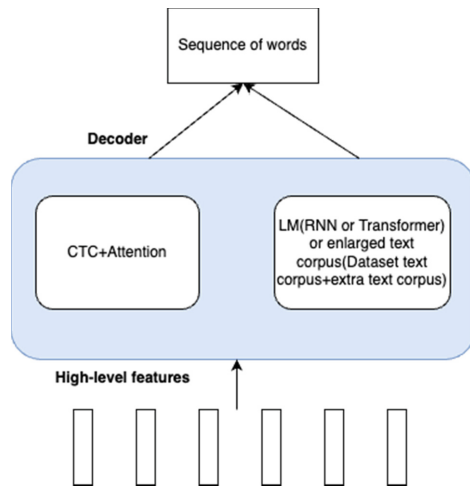 Sequence of words
Decoder
CTC+Attention
LM(RNN or Transformer)
or enlarged text
corpus(Dataset text
corpus+extra text corpus)
High-level features